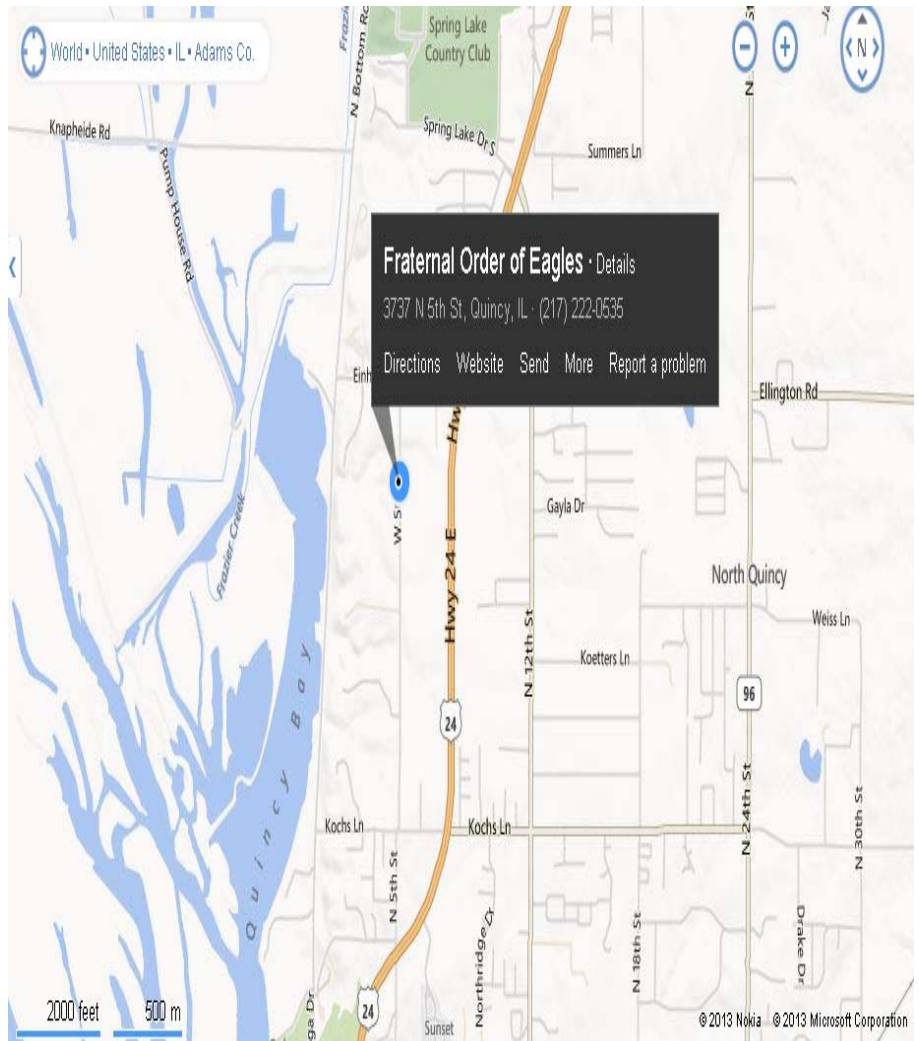 World • United States • IL • Adams Co.
N Bottom Rd
Spring Lake
Country Club
N
Knapheide Rd
Spring Lake Dr S
Summers Ln
Pump House Rd
Fraternal Order of Eagles · Details
3737 N 5th St, Quincy, IL · (217) 222-0535
Directions Website Send More Report a problem
Ellington Rd
Frazier Creek
Gayla Dr
Hwy 24 E
North Quincy
Weiss Ln
N 12th St
Koetters Ln
96
24
Quincy Bay
Kochs Ln
Kochs Ln
N 24th St
N 30th St
N 5th St
Northridge Dr
N 18th St
Drake Dr
24
Sunset
2000 feet 500 m
© 2013 Nokia © 2013 Microsoft Corporation